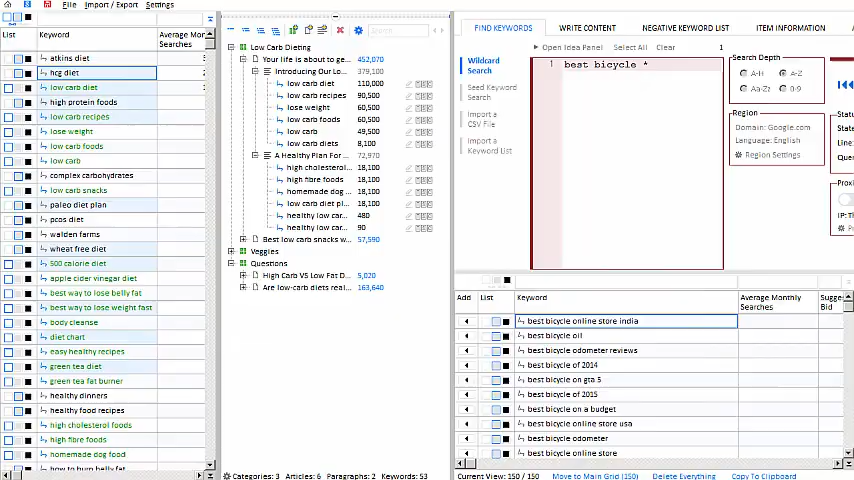 File Import / Export Settings
List Keyword Average Mon Searches
atkins diet
hcg diet
low carb diet
high protein foods
low carb recipes
lose weight
low carb foods
low carb
complex carbohydrates
low carb snacks
paleo diet plan
pcos diet
walden farms
wheat free diet
500 calorie diet
apple cider vinegar diet
best way to lose belly fat
best way to lose weight fast
body cleanse
diet chart
easy healthy recipes
green tea diet
green tea fat burner
healthy dinners
healthy food recipes
high cholesterol foods
high fibre foods
homemade dog food
how to burn belly fat
Search
Low Carb Dieting
Your life is about to ge... 452,070
Introducing Our Lo... 379,100
low carb diet 110,000
low carb recipes 90,500
lose weight 60,500
low carb foods 60,500
low carb 49,500
low carb diets 8,100
A Healthy Plan For ... 72,970
high cholesterol... 18,100
high fibre foods 18,100
homemade dog ... 18,100
low carb diet pl... 18,100
healthy low car... 480
healthy low car... 90
Best low carb snacks w... 57,590
Veggies
Questions
High Carb VS Low Fat D... 5,020
Are low-carb diets real... 163,640
Categories: 3 Articles: 6 Paragraphs: 2 Keywords: 53
FIND KEYWORDS WRITE CONTENT NEGATIVE KEYWORD LIST ITEM INFORMATION
Open Idea Panel Select All Clear 1
Wildcard Search
Seed Keyword Search
Import a CSV File
Import a Keyword List
1 best bicycle *
Search Depth
A-H A-Z
Aa-Zz 0-9
Region
Domain: Google.com
Language: English
Region Settings
Statu
Line:
Quer
Proxi
IP: Th
Add List Keyword Average Monthly Searches Sugge Bid
best bicycle online store india
best bicycle oil
best bicycle odometer reviews
best bicycle of 2014
best bicycle on gta 5
best bicycle of 2015
best bicycle on a budget
best bicycle online store usa
best bicycle odometer
best bicycle online store
Current View: 150 / 150 Move to Main Grid (150) Delete Everything Copy To Clipboard